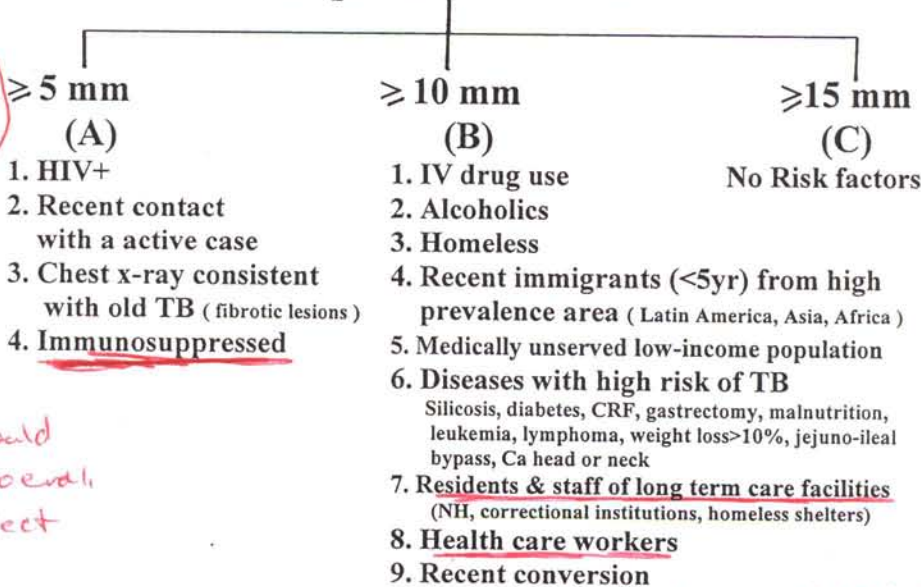 ≥ 5 mm
(A)
1. HIV+
2. Recent contact
with a active case
3. Chest x-ray consistent
with old TB ( fibrotic lesions )
4. Immunosuppressed
≥ 10 mm
(B)
1. IV drug use
2. Alcoholics
3. Homeless
4. Recent immigrants (<5yr) from high
prevalence area ( Latin America, Asia, Africa )
5. Medically unserved low-income population
6. Diseases with high risk of TB
Silicosis, diabetes, CRF, gastrectomy, malnutrition,
leukemia, lymphoma, weight loss>10%, jejuno-ileal
bypass, Ca head or neck
7. Residents & staff of long term care facilities
(NH, correctional institutions, homeless shelters)
8. Health care workers
9. Recent conversion
≥15 mm
(C)
No Risk factors